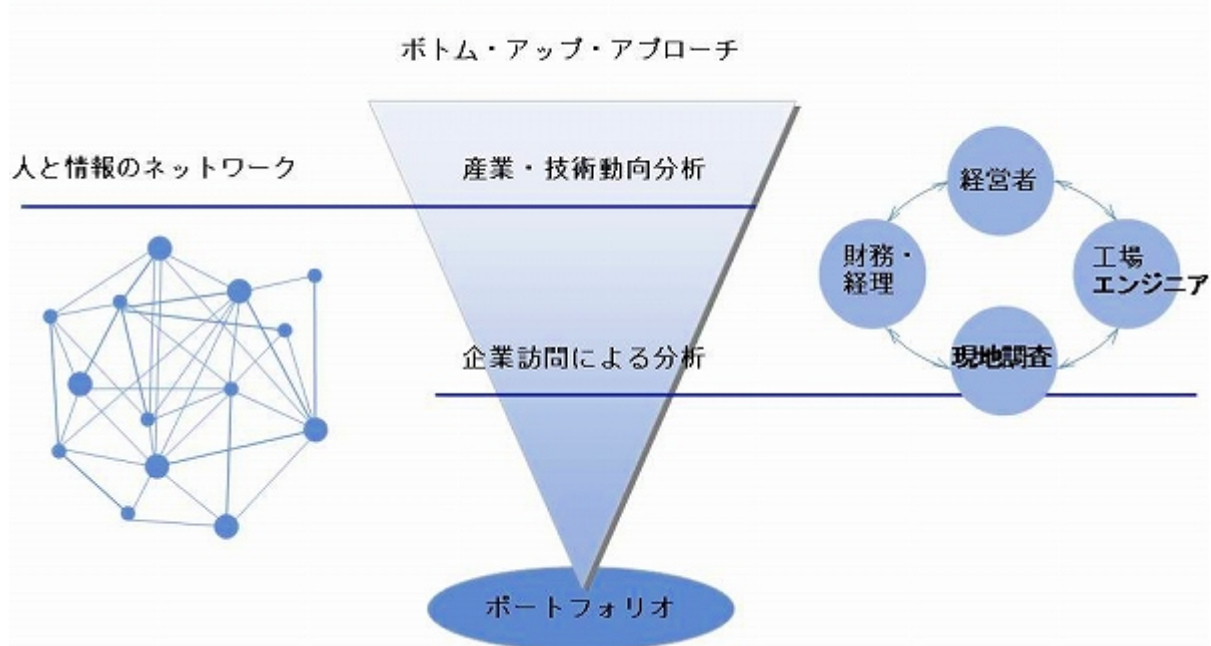 ボトム・アップ・アブローチ
人と情報のネットワーク
産業・技術動向分析
経営者
財務・
経理
工場
エンジニア
企業訪問による分析
現地調査
ポートフォリオ